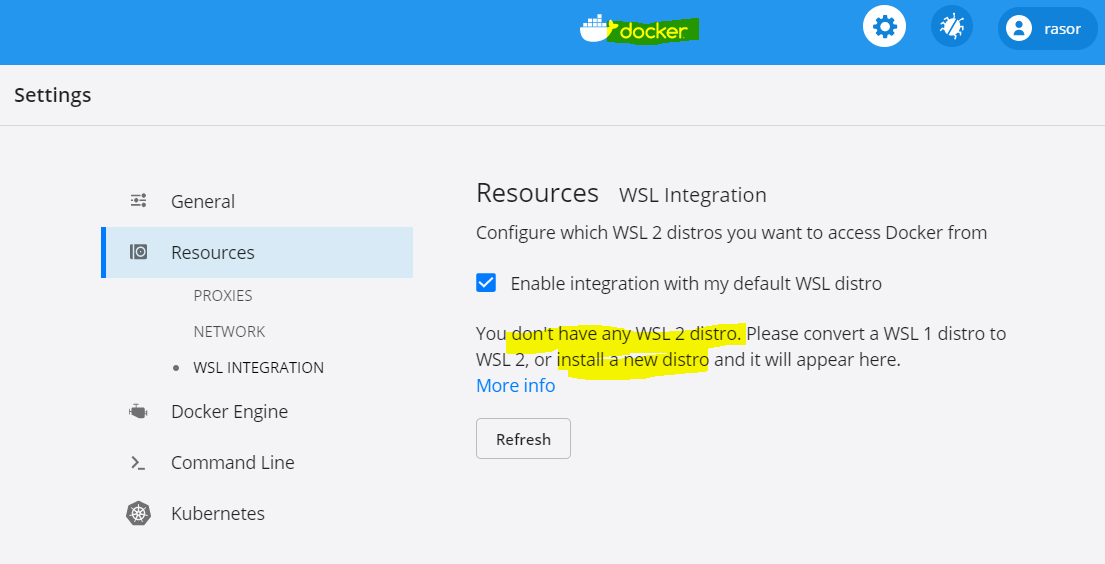 docker
rasor
Settings
General
Resources
PROXIES
NETWORK
WSL INTEGRATION
Docker Engine
Command Line
Kubernetes
Resources WSL Integration
Configure which WSL 2 distros you want to access Docker from
Enable integration with my default WSL distro
You don't have any WSL 2 distro. Please convert a WSL 1 distro to
WSL 2, or install a new distro and it will appear here.
More info
Refresh